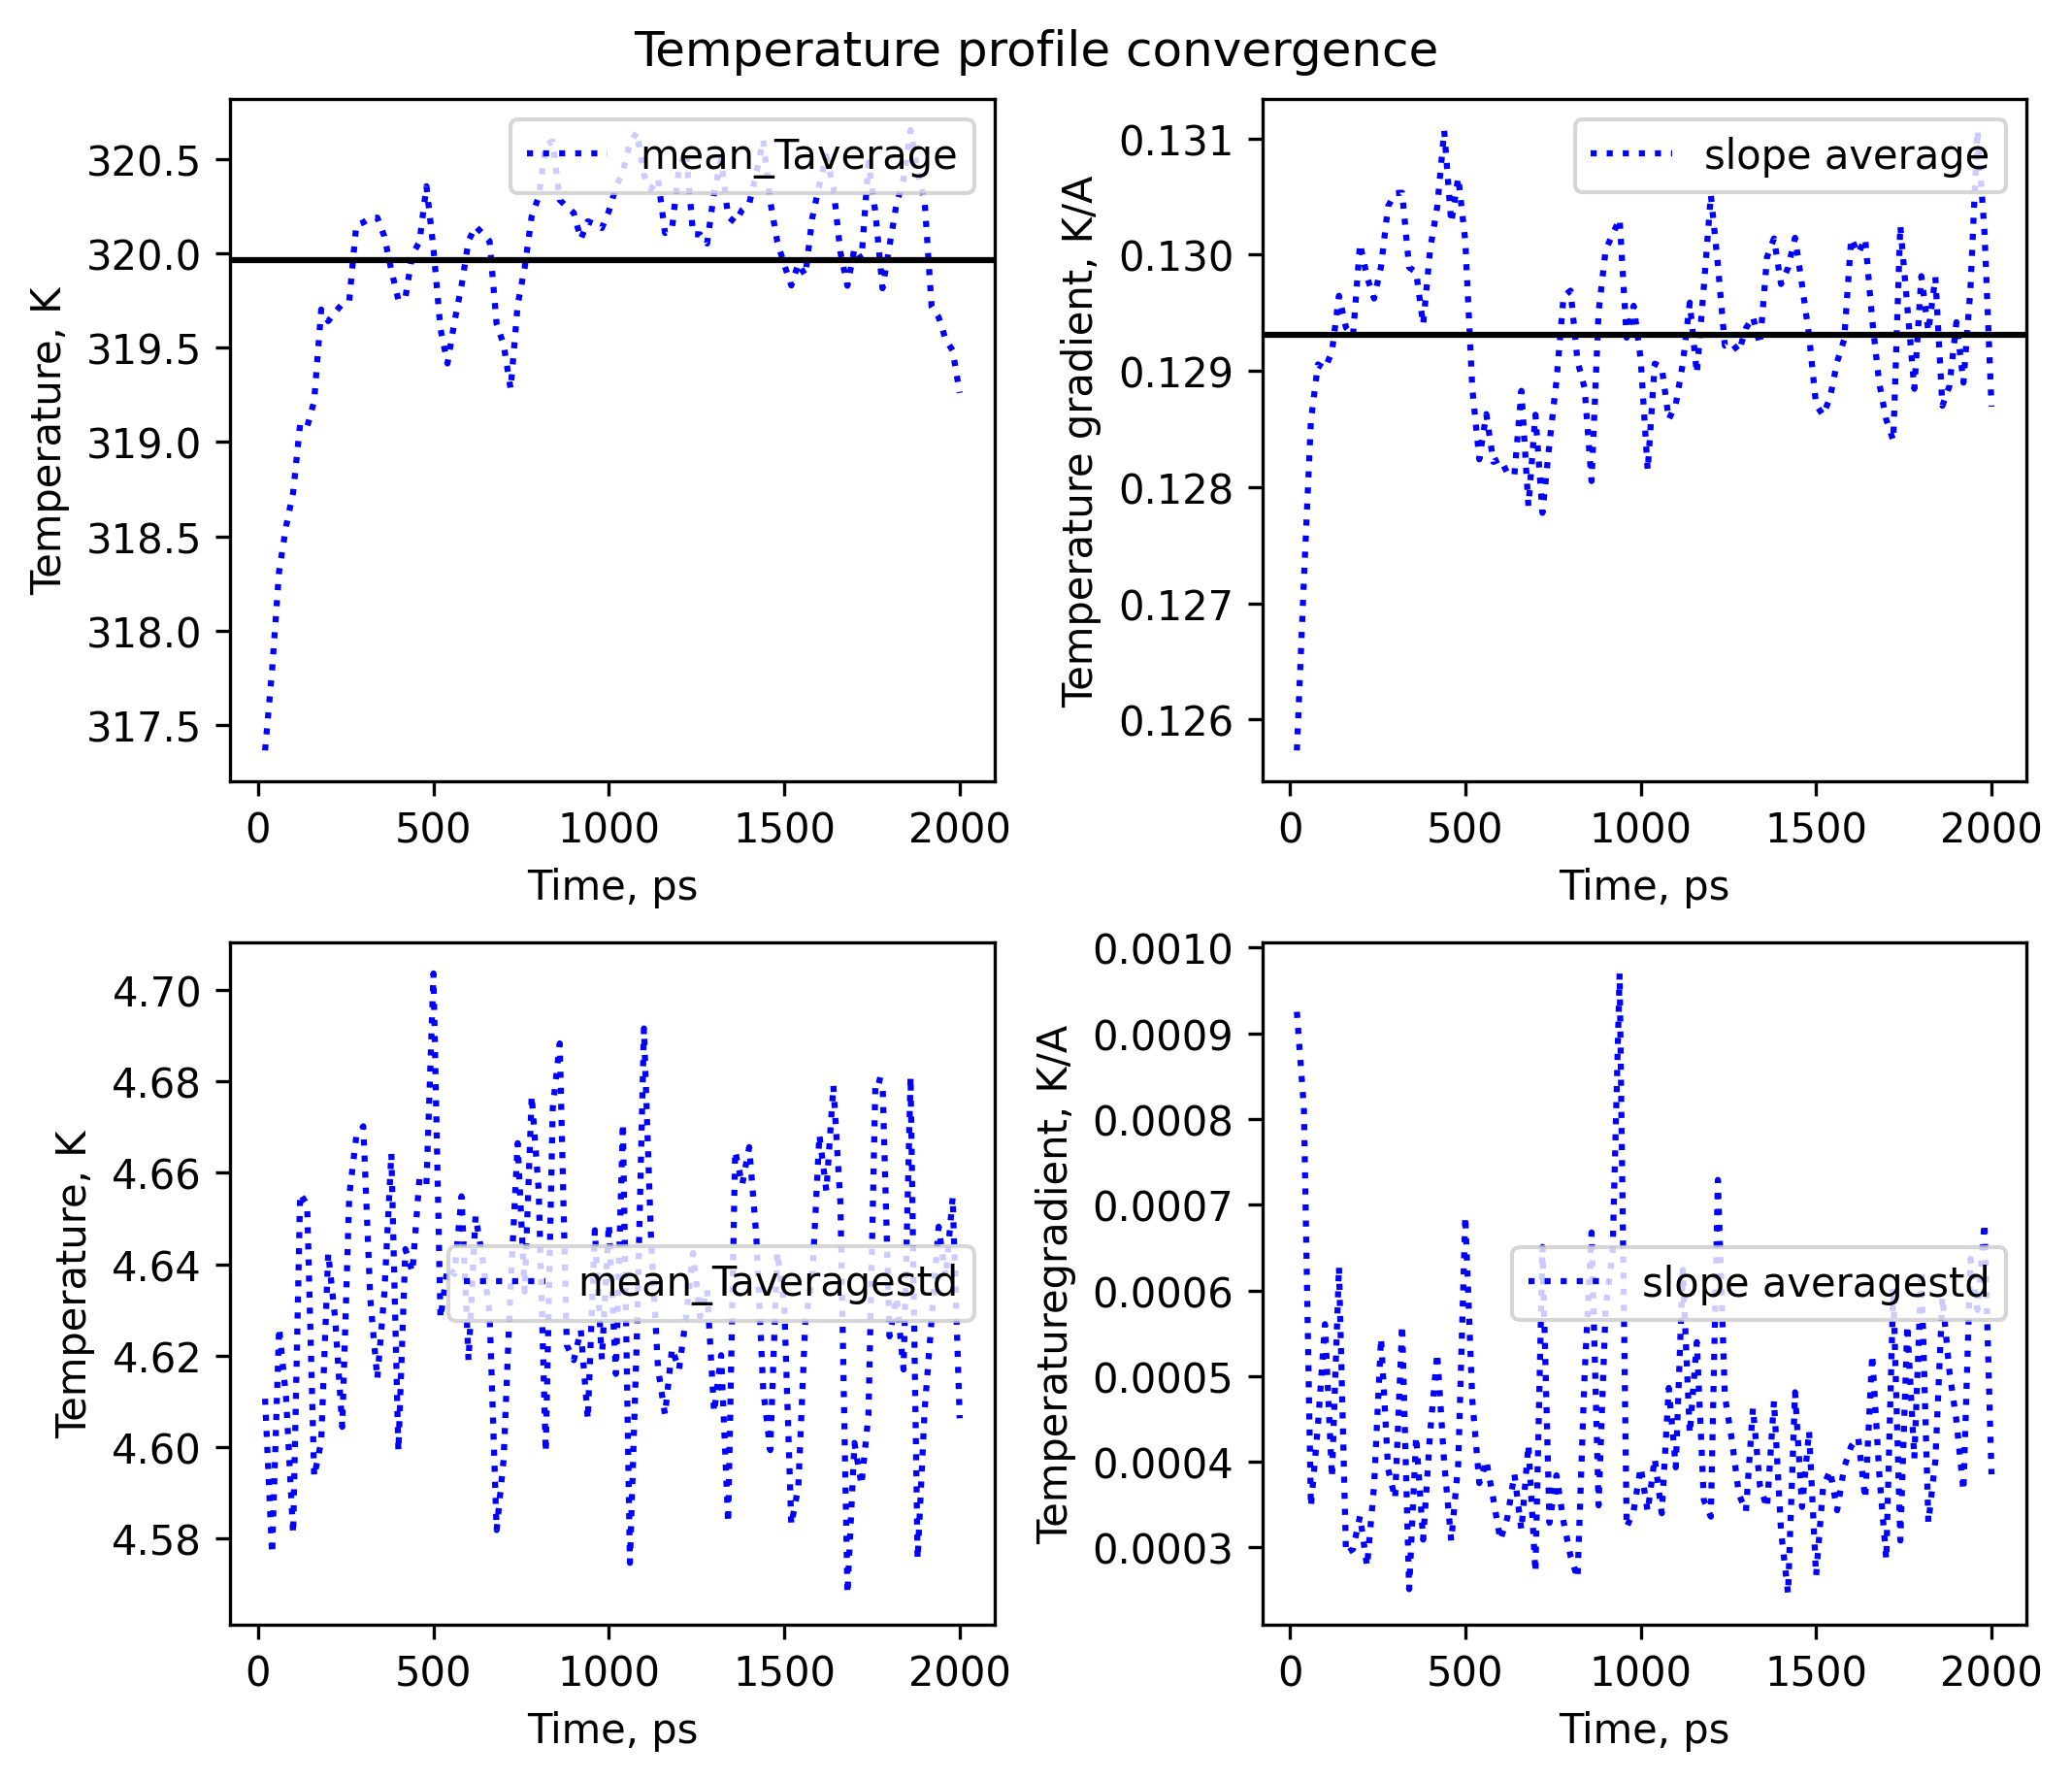 Temperature profile convergence
Temperature, K
320.5
320.0
319.5
319.0
318.5
318.0
317.5
mean_Taverage
0 500 1000 1500 2000
Time, ps
Temperature gradient, K/A
0.131
0.130
0.129
0.128
0.127
0.126
slope average
0 500 1000 1500 2000
Time, ps
Temperature, K
4.70
4.68
4.66
4.64
4.62
4.60
4.58
mean_Taveragestd
0 500 1000 1500 2000
Time, ps
Temperaturegradient, K/A
0.0010
0.0009
0.0008
0.0007
0.0006
0.0005
0.0004
0.0003
slope averagestd
0 500 1000 1500 2000
Time, ps